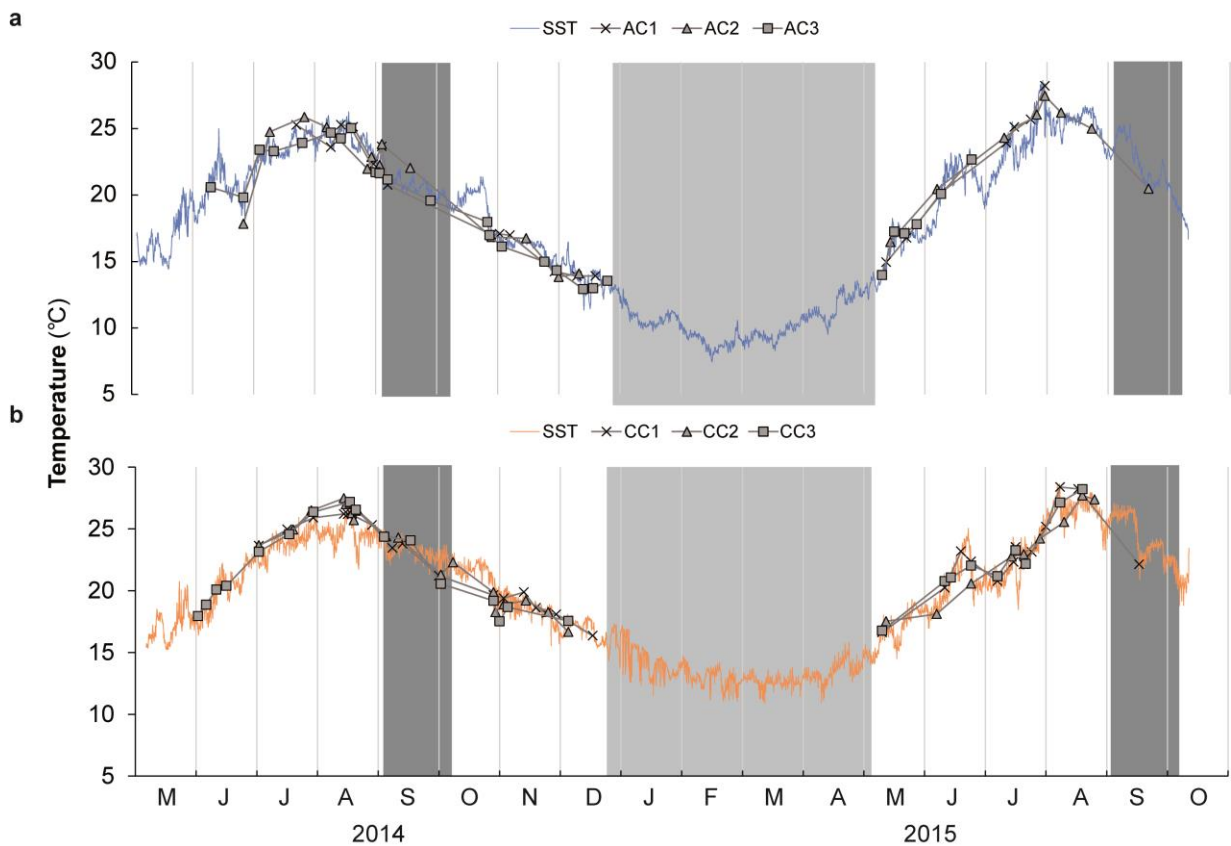 a
SST AC1 AC2 AC3
30
25
20
15
10
5
Temperature (°C)
b
SST CC1 CC2 CC3
30
25
20
15
10
5
M J J A S O N D J F M A M J J A S O
2014 2015